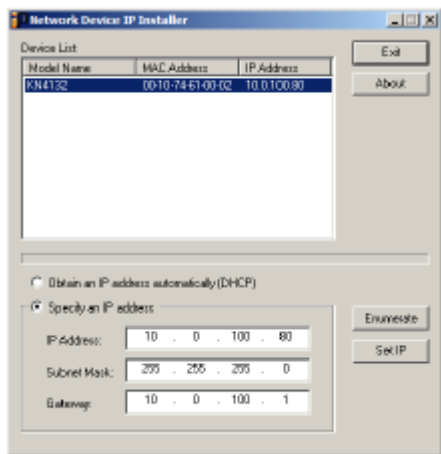 Network Device IP Installer
Device List
Exit
Model Name MAC Address IP Address
KN4132 00-10-74-61-00-02 10.0.100.80
About
Obtain an IP address automatically (DHCP)
Specify an IP address
Enumerate
IP Address: 10 . 0 . 100 . 80
Set IP
Subnet Mask: 255 . 255 . 255 . 0
Gateway: 10 . 0 . 100 . 1